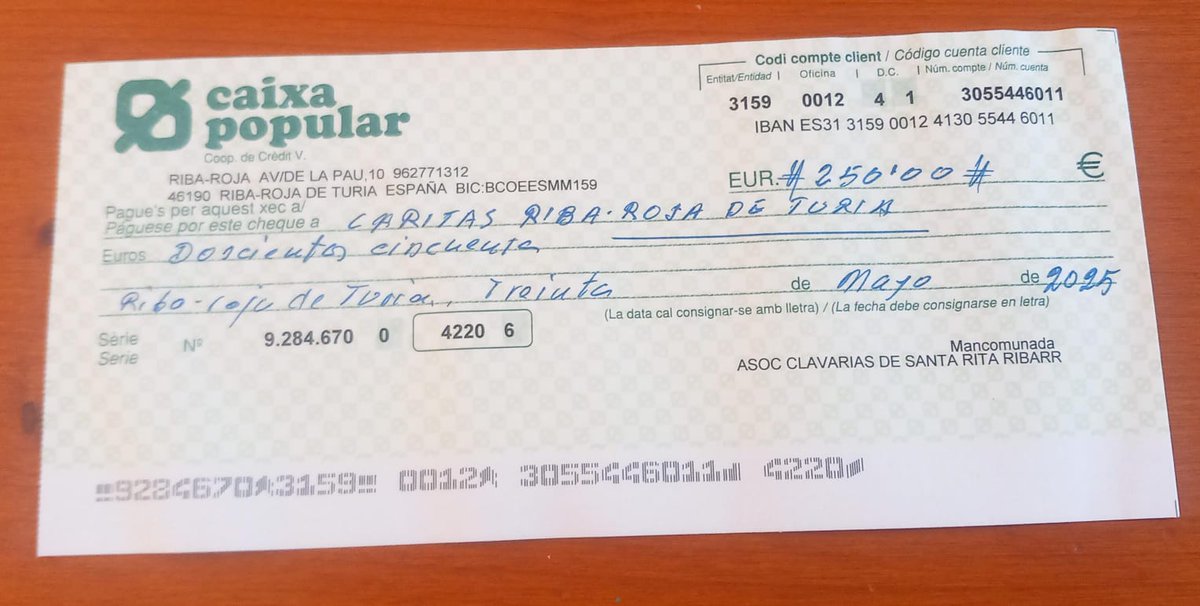 caixa
popular
Coop. de Crèdit V.
RIBA-ROJA AV/DE LA PAU,10 962771312
46190 RIBA-ROJA DE TURIA ESPAÑA BIC:BCOEESMM159
Codi compte client / Código cuenta cliente
Entitat/Entidad | Oficina | D.C. | Núm. compte / Núm. cuenta
3159 0012 4 1 3055446011
IBAN ES31 3159 0012 4130 5544 6011
EUR. # 250'00 # €
Pague's per aquest xec a/
Páguese por este cheque a CARITAS RIBA-ROJA DE TURIA
Euros Doscientos cincuenta
Riba-roja de Turia, Treinta de Mayo de 2025
(La data cal consignar-se amb lletra) / (La fecha debe consignarse en letra)
Sèrie
Serie Nº 9.284.670 0 4220 6
Mancomunada
ASOC CLAVARIAS DE SANTA RITA RIBARR
9284670 3159 0012 3055446011 4220